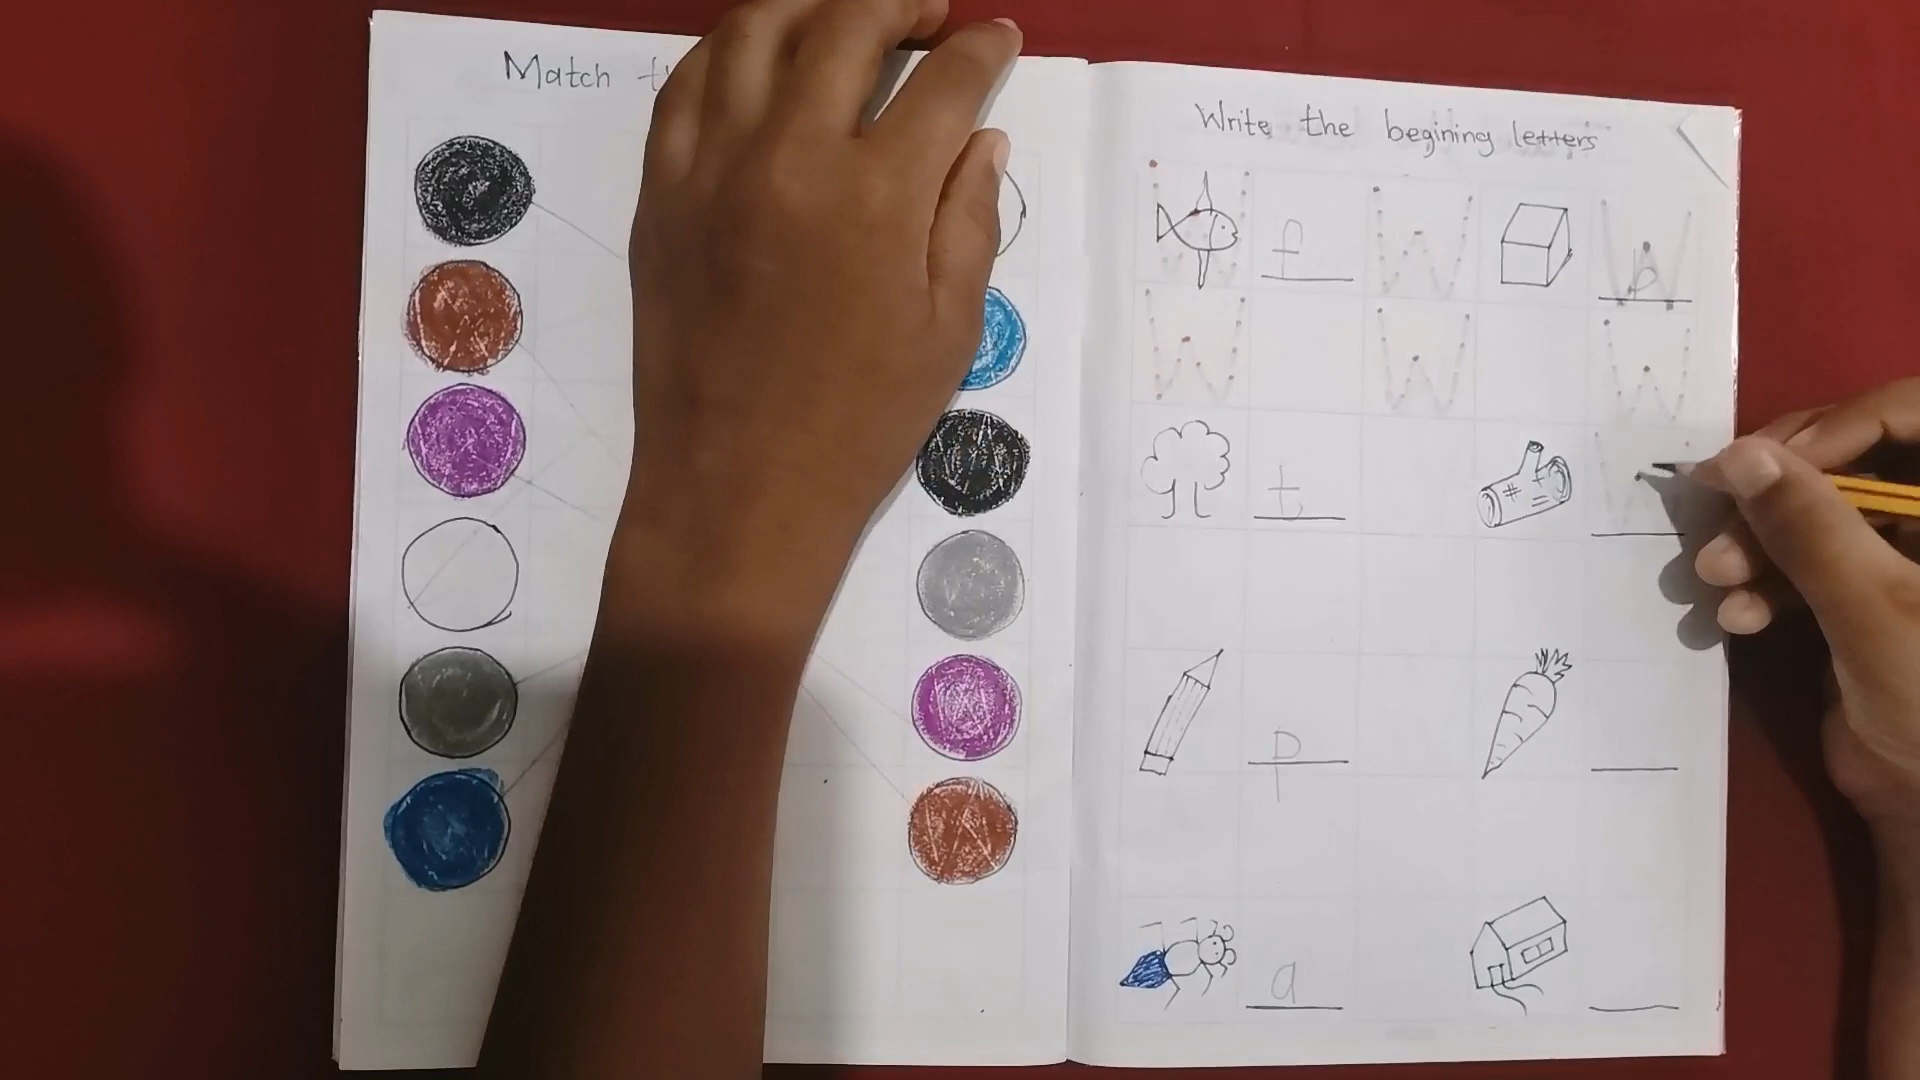 Match
Write the begining letters
f
b
t
p
a